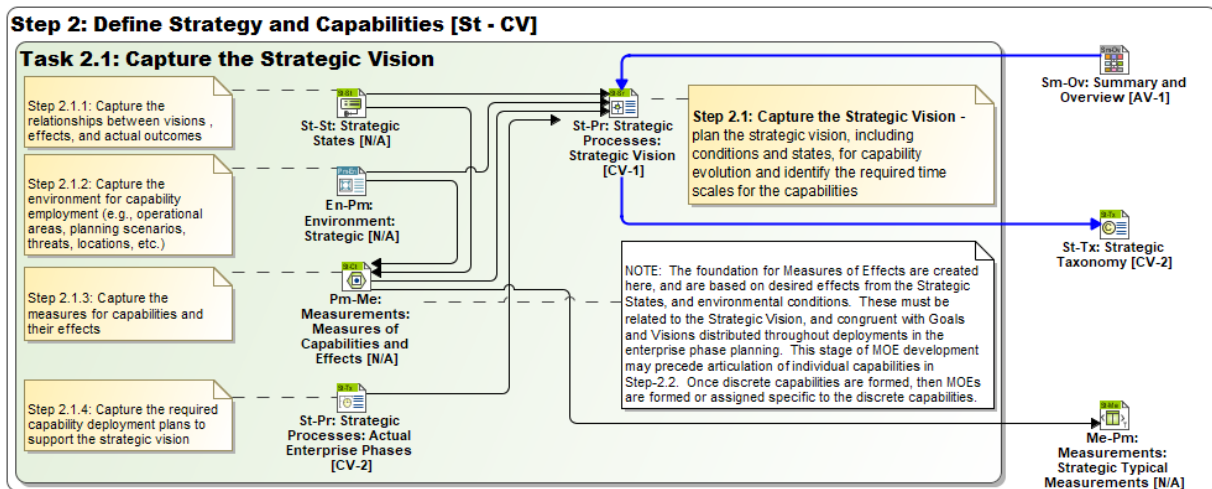 Step 2: Define Strategy and Capabilities [St - CV]
Task 2.1: Capture the Strategic Vision
Step 2.1.1: Capture the
relationships between visions ,
effects, and actual outcomes
St-St: Strategic
States [N/A]
St-Pr: Strategic
Processes:
Strategic Vision
[CV-1]
Step 2.1: Capture the Strategic Vision -
plan the strategic vision, including
conditions and states, for capability
evolution and identify the required time
scales for the capabilities
Sm-Ov: Summary and
Overview [AV-1]
Step 2.1.2: Capture the
environment for capability
employment (e.g., operational
areas, planning scenarios,
threats, locations, etc.)
En-Pm:
Environment:
Strategic [N/A]
St-Tx: Strategic
Taxonomy [CV-2]
Step 2.1.3: Capture the
measures for capabilities and
their effects
Pm-Me:
Measurements:
Measures of
Capabilities and
Effects [N/A]
NOTE: The foundation for Measures of Effects are created
here, and are based on desired effects from the Strategic
States, and environmental conditions. These must be
related to the Strategic Vision, and congruent with Goals
and Visions distributed throughout deployments in the
enterprise phase planning. This stage of MOE development
may precede articulation of individual capabilities in
Step-2.2. Once discrete capabilities are formed, then MOEs
are formed or assigned specific to the discrete capabilities.
Step 2.1.4: Capture the required
capability deployment plans to
support the strategic vision
St-Pr: Strategic
Processes: Actual
Enterprise Phases
[CV-2]
Me-Pm:
Measurements:
Strategic Typical
Measurements [N/A]